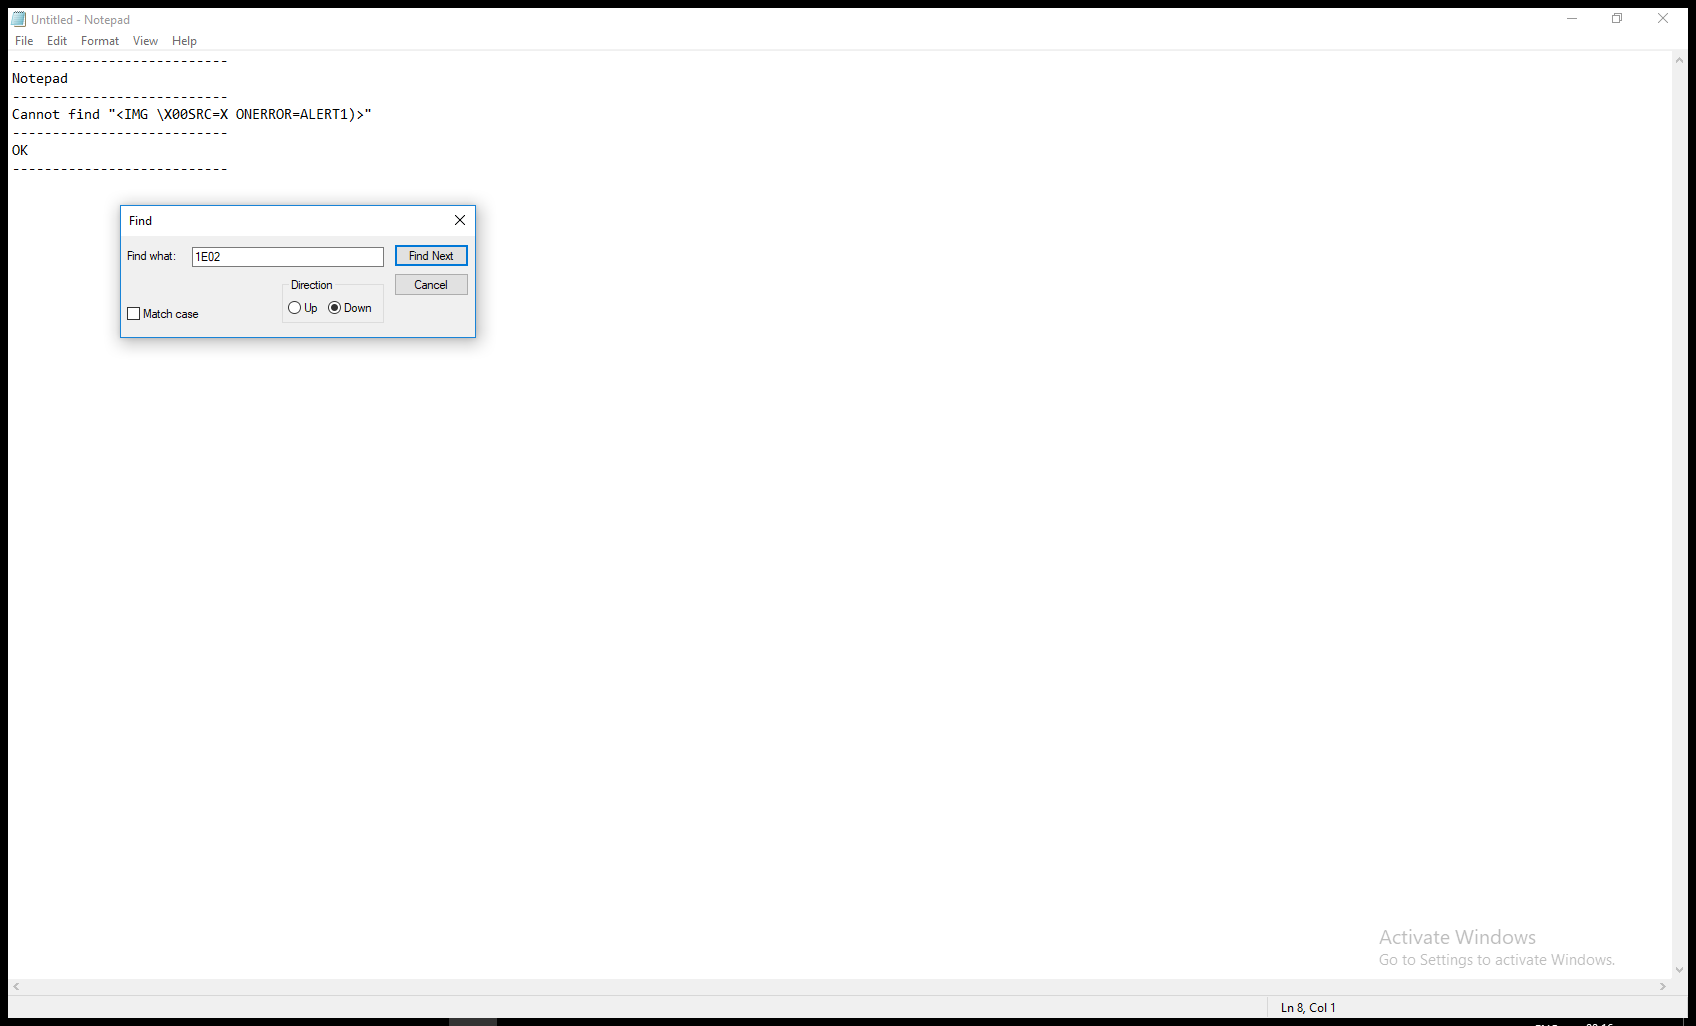 Untitled - Notepad
File Edit Format View Help
---------------------------
Notepad
---------------------------
Cannot find "<IMG \X00SRC=X ONERROR=ALERT1)>"
---------------------------
OK
---------------------------
Find
Find what: 1E02 Find Next
Direction Cancel
Up Down
Match case
Activate Windows
Go to Settings to activate Windows.
Ln 8, Col 1